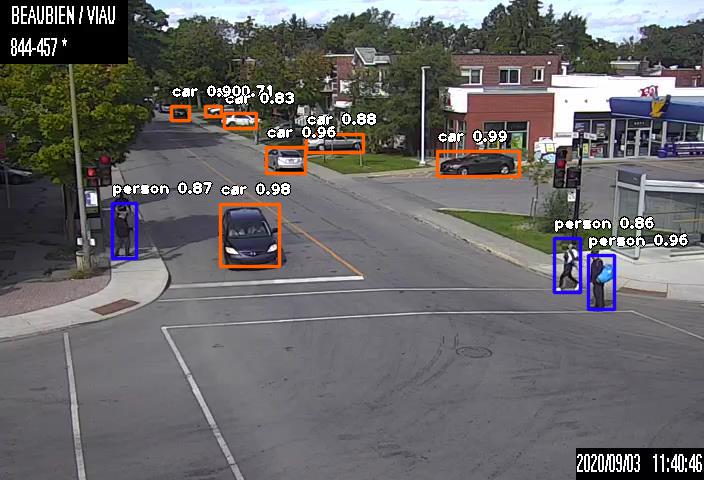 BEAUBIEN / VIAU
844-457 *
car 0.90
0.71
car 0.83
car 0.88
car 0.96
car 0.99
person 0.87
car 0.98
person 0.86
person 0.96
2020/09/03 11:40:46